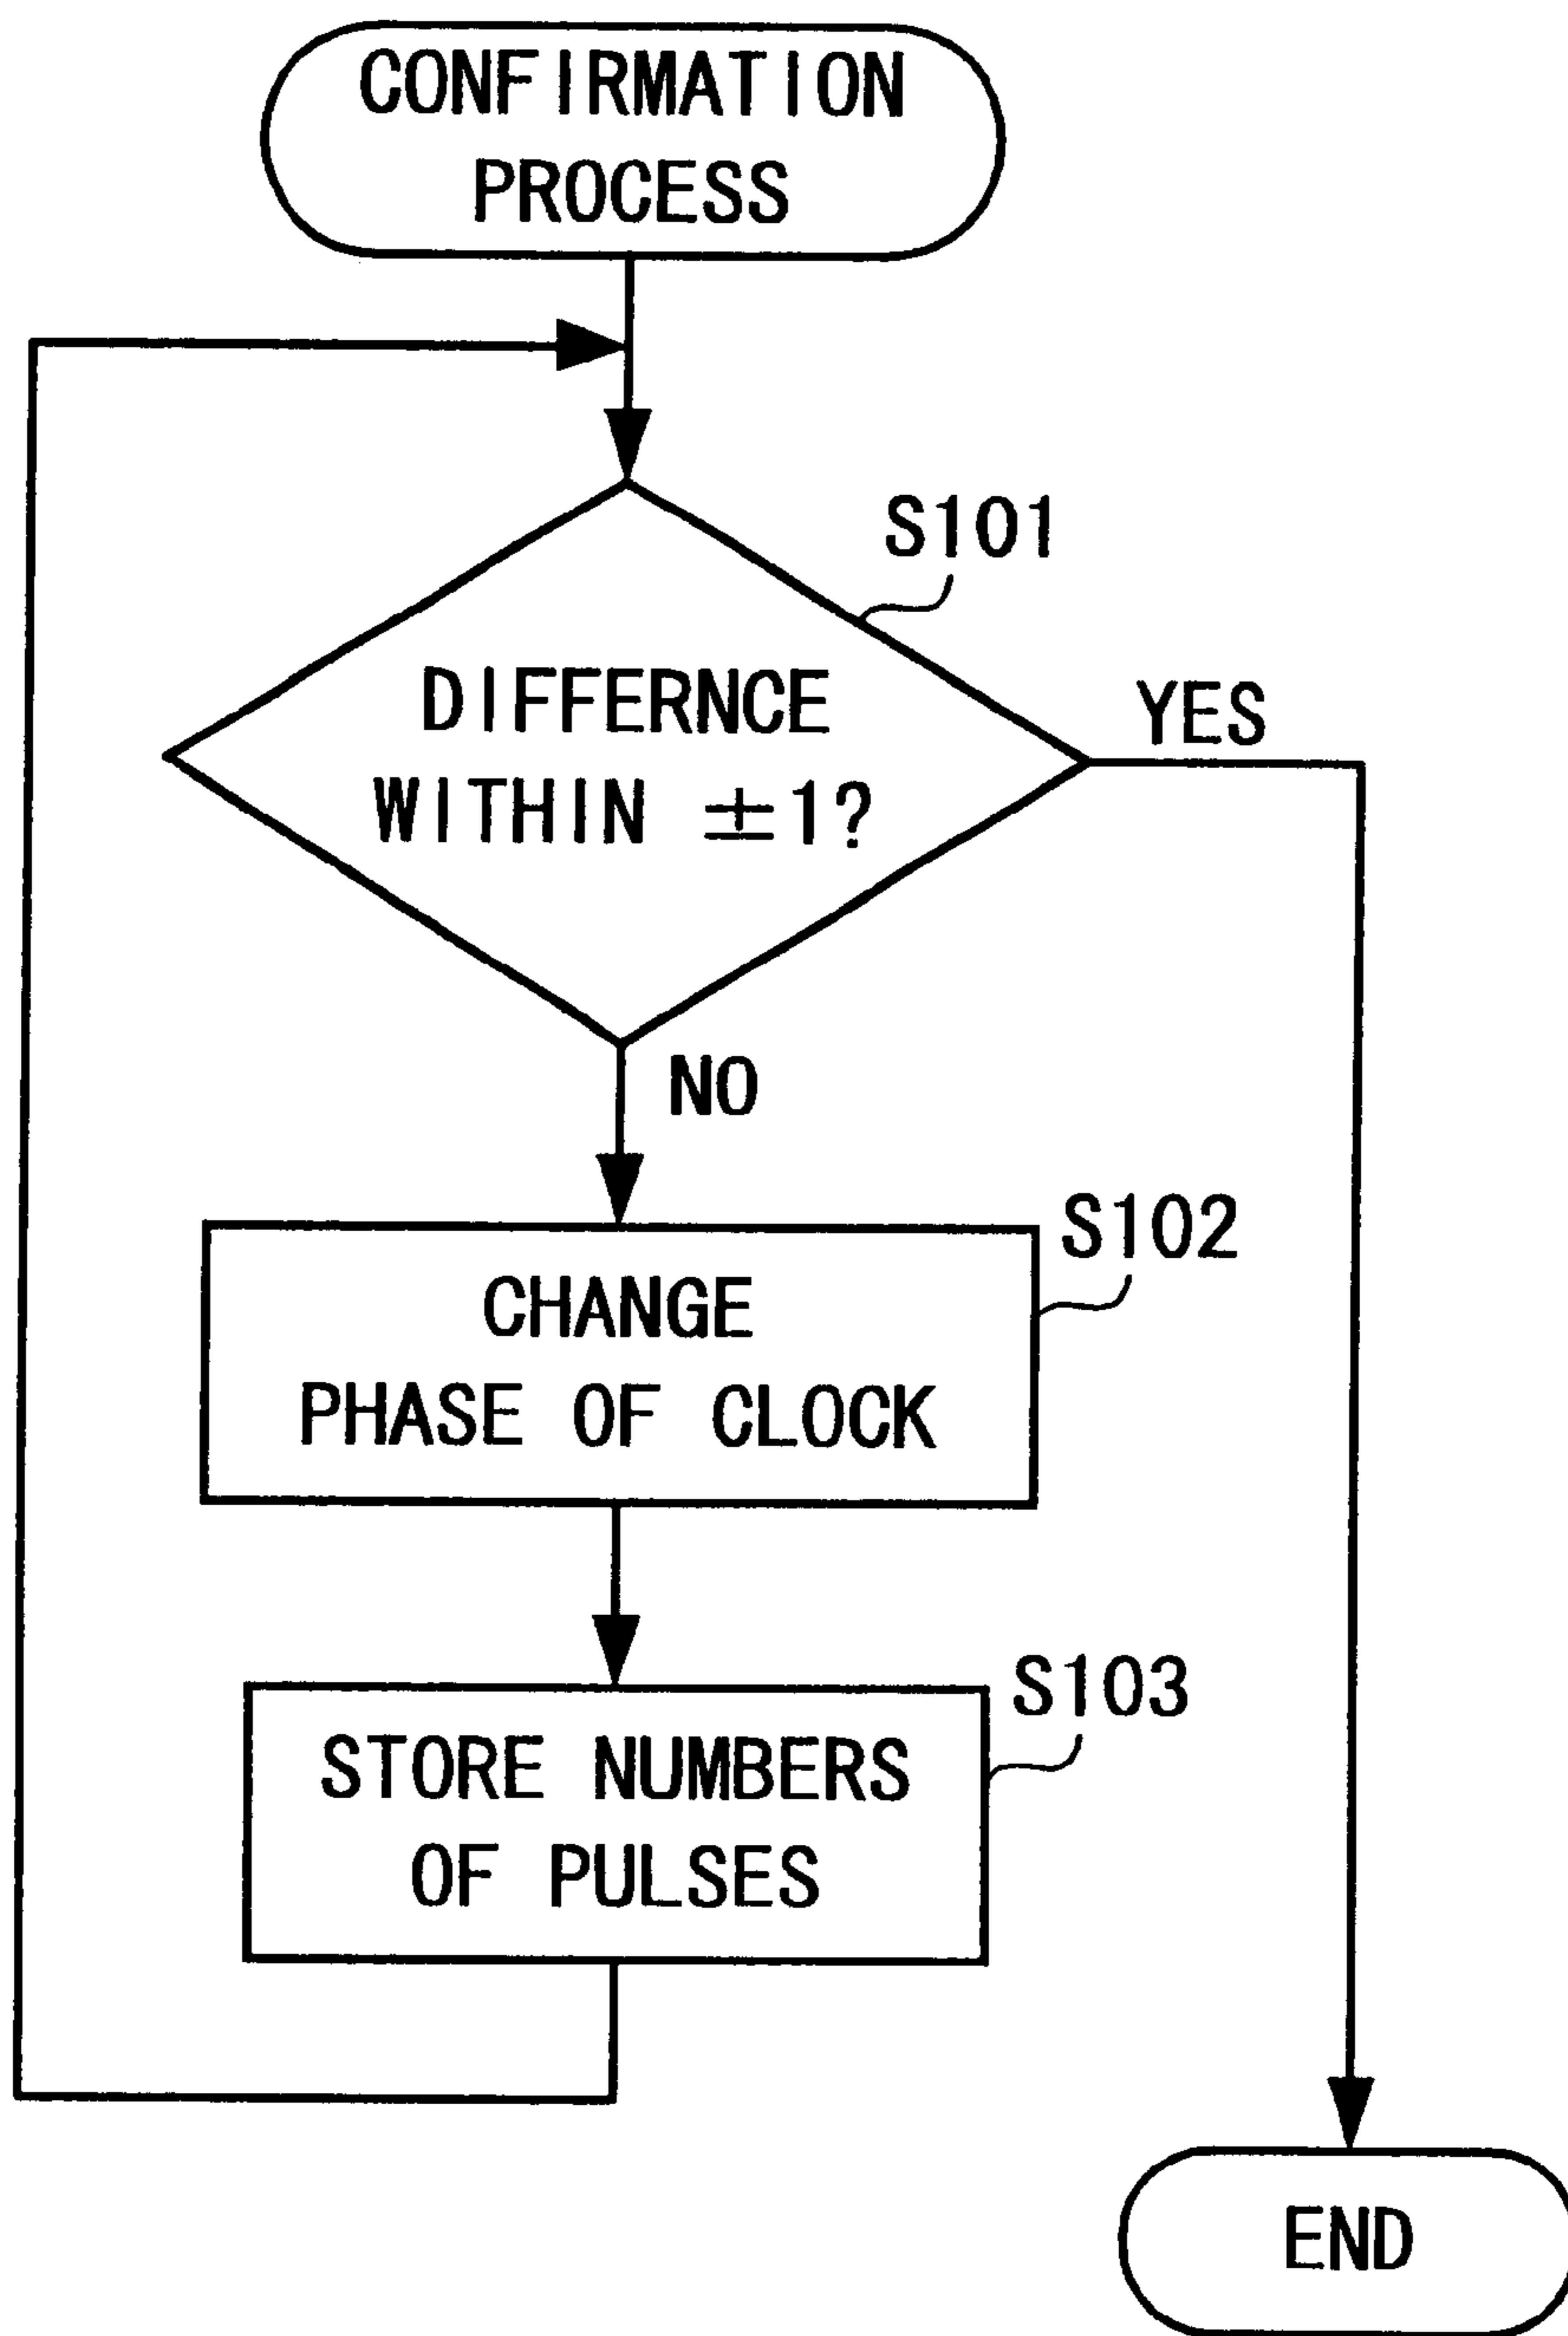 CONFIRMATION
PROCESS
S101
DIFFERNCE
WITHIN ±1?
YES
NO
S102
CHANGE
PHASE OF CLOCK
S103
STORE NUMBERS
OF PULSES
END